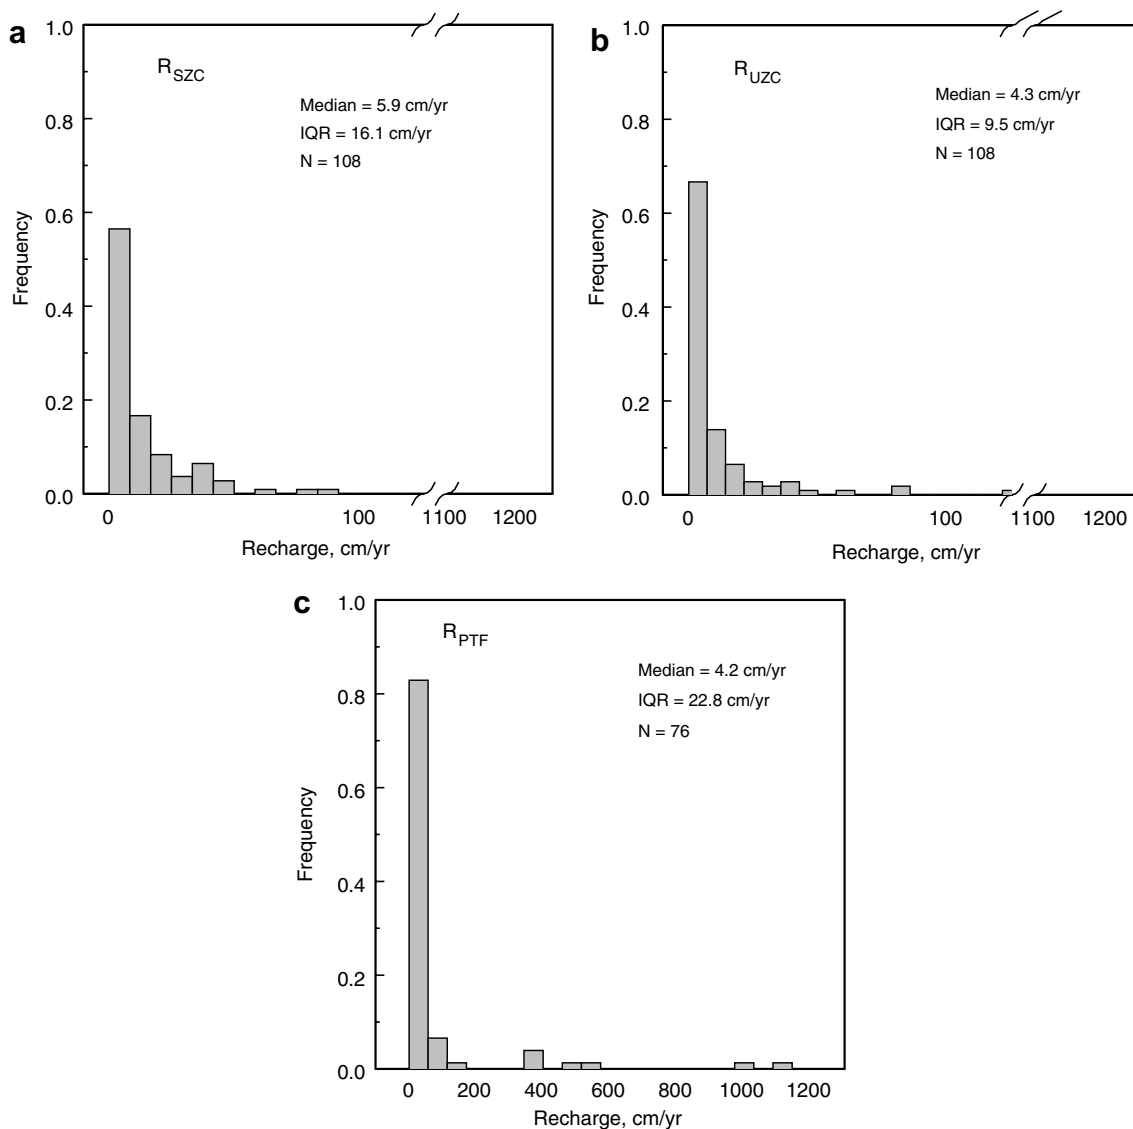 a
R_SZC
Median = 5.9 cm/yr
IQR = 16.1 cm/yr
N = 108
Frequency
1.0
0.8
0.6
0.4
0.2
0.0
0 100 1100 1200
Recharge, cm/yr
b
R_UZC
Median = 4.3 cm/yr
IQR = 9.5 cm/yr
N = 108
Frequency
1.0
0.8
0.6
0.4
0.2
0.0
0 100 1100 1200
Recharge, cm/yr
c
R_PTF
Median = 4.2 cm/yr
IQR = 22.8 cm/yr
N = 76
Frequency
1.0
0.8
0.6
0.4
0.2
0.0
0 200 400 600 800 1000 1200
Recharge, cm/yr